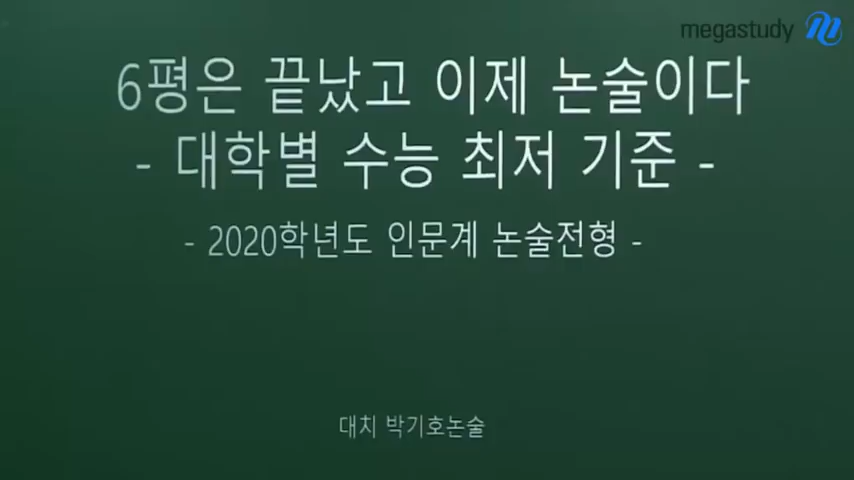 megastudy
6평은 끝났고 이제 논술이다
- 대학별 수능 최저 기준 -
- 2020학년도 인문계 논술전형 -
대치 박기호논술